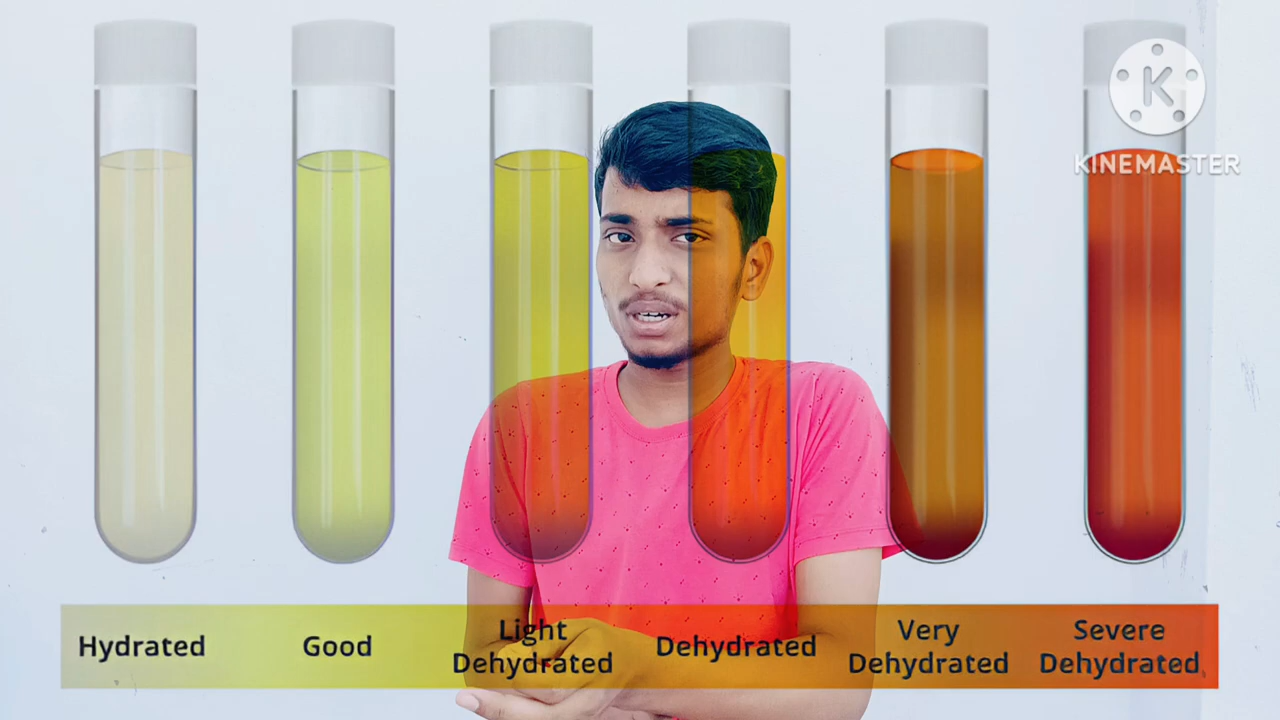 K
KINEMASTER
Hydrated
Good
Light
Dehydrated
Dehydrated
Very
Dehydrated
Severe
Dehydrated